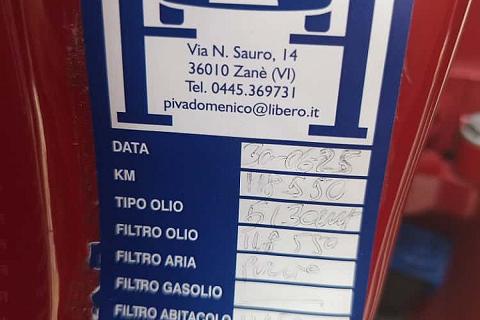 Via N. Sauro, 14
36010 Zanè (VI)
Tel. 0445.369731
pivadomenico@libero.it
DATA 30-06-25
KM 118550
TIPO OLIO
FILTRO OLIO 118550
FILTRO ARIA
FILTRO GASOLIO
FILTRO ABITACOLO